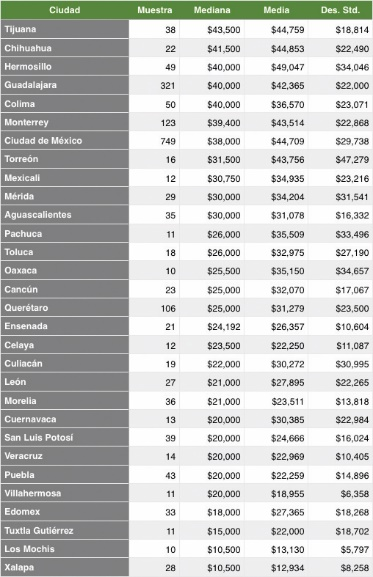 Ciudad Muestra Mediana Media Des. Std.
Tijuana 38 $43,500 $44,759 $18,814
Chihuahua 22 $41,500 $44,853 $22,490
Hermosillo 49 $40,000 $49,047 $34,046
Guadalajara 321 $40,000 $42,365 $22,000
Colima 50 $40,000 $36,570 $23,071
Monterrey 123 $39,400 $43,514 $22,868
Ciudad de México 749 $38,000 $44,709 $29,738
Torreón 16 $31,500 $43,756 $47,279
Mexicali 12 $30,750 $34,935 $23,216
Mérida 29 $30,000 $34,204 $31,541
Aguascalientes 35 $30,000 $31,078 $16,332
Pachuca 11 $26,000 $35,509 $33,496
Toluca 18 $26,000 $32,975 $27,190
Oaxaca 10 $25,500 $35,150 $34,657
Cancún 23 $25,000 $32,070 $17,067
Querétaro 106 $25,000 $31,279 $23,500
Ensenada 21 $24,192 $26,357 $10,604
Celaya 12 $23,500 $22,250 $11,087
Culiacán 19 $22,000 $30,272 $30,995
León 27 $21,000 $27,895 $22,265
Morelia 36 $21,000 $23,511 $13,818
Cuernavaca 13 $20,000 $30,385 $22,984
San Luis Potosí 39 $20,000 $24,666 $16,024
Veracruz 14 $20,000 $22,969 $10,405
Puebla 43 $20,000 $22,259 $14,896
Villahermosa 11 $20,000 $18,955 $6,358
Edomex 33 $18,000 $27,365 $18,268
Tuxtla Gutiérrez 11 $15,000 $22,000 $18,702
Los Mochis 10 $10,500 $13,130 $5,797
Xalapa 28 $10,500 $12,934 $8,258